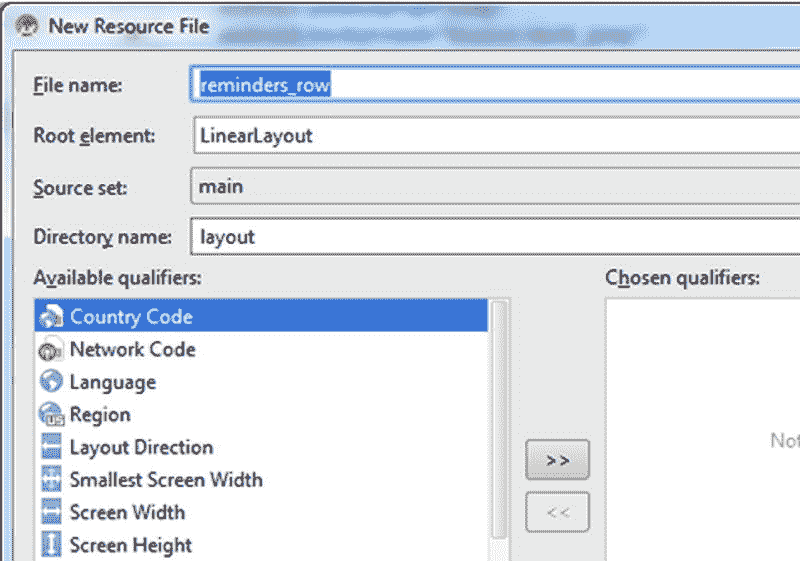 New Resource File
File name: reminders_row
Root element: LinearLayout
Source set: main
Directory name: layout
Available qualifiers: Chosen qualifiers:
Country Code
Network Code
Language
Region
Layout Direction
Smallest Screen Width
Screen Width
Screen Height
>>
<<
Not